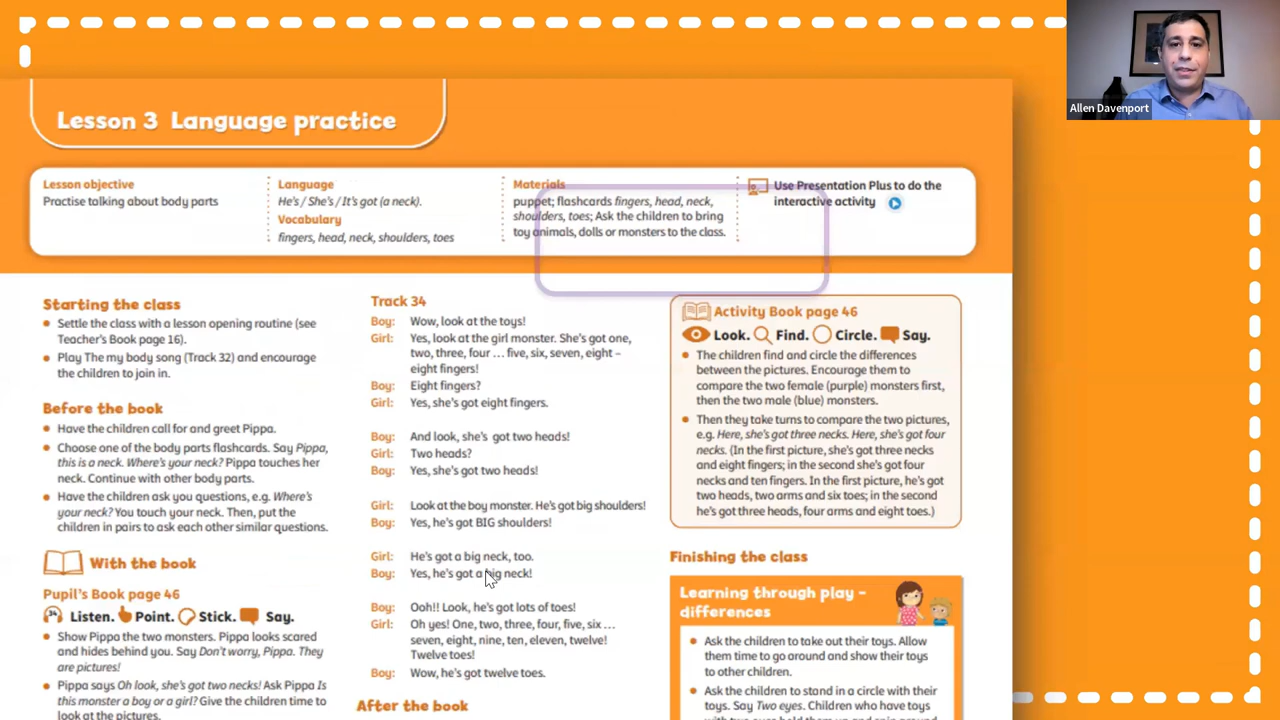 Allen Davenport
Lesson 3 Language practice
Lesson objective
Practise talking about body parts
Language
He's / She's / It's got (a neck).
Vocabulary
fingers, head, neck, shoulders, toes
Materials
puppet; flashcards fingers, head, neck,
shoulders, toes; Ask the children to bring
toy animals, dolls or monsters to the class.
Use Presentation Plus to do the
interactive activity
Starting the class
Settle the class with a lesson opening routine (see
Teacher's Book page 16).
Play The my body song (Track 32) and encourage
the children to join in.
Before the book
Have the children call for and greet Pippa.
Choose one of the body parts flashcards. Say Pippa,
this is a neck. Where's your neck? Pippa touches her
neck. Continue with other body parts.
Have the children ask you questions, e.g. Where's
your neck? You touch your neck. Then, put the
children in pairs to ask each other similar questions.
With the book
Pupil's Book page 46
34 Listen. Point. Stick. Say.
Show Pippa the two monsters. Pippa looks scared
and hides behind you. Say Don't worry, Pippa. They
are pictures!
Pippa says Oh look, she's got two necks! Ask Pippa Is
this monster a boy or a girl? Give the children time to
look at the pictures.
Track 34
Boy: Wow, look at the toys!
Girl: Yes, look at the girl monster. She's got one,
two, three, four … five, six, seven, eight –
eight fingers!
Boy: Eight fingers?
Girl: Yes, she's got eight fingers.
Boy: And look, she's got two heads!
Girl: Two heads?
Boy: Yes, she's got two heads!
Girl: Look at the boy monster. He's got big shoulders!
Boy: Yes, he's got BIG shoulders!
Girl: He's got a big neck, too.
Boy: Yes, he's got a big neck!
Boy: Ooh!! Look, he's got lots of toes!
Girl: Oh yes! One, two, three, four, five, six …
seven, eight, nine, ten, eleven, twelve!
Twelve toes!
Boy: Wow, he's got twelve toes.
After the book
Activity Book page 46
Look. Find. Circle. Say.
The children find and circle the differences
between the pictures. Encourage them to
compare the two female (purple) monsters first,
then the two male (blue) monsters.
Then they take turns to compare the two pictures,
e.g. Here, she's got three necks. Here, she's got four
necks. (In the first picture, she's got three necks
and eight fingers; in the second she's got four
necks and ten fingers. In the first picture, he's got
two heads, two arms and six toes; in the second
he's got three heads, four arms and eight toes.)
Finishing the class
Learning through play –
differences
Ask the children to take out their toys. Allow
them time to go around and show their toys
to other children.
Ask the children to stand in a circle with their
toys. Say Two eyes. Children who have toys
with two eyes hold them up and spin around